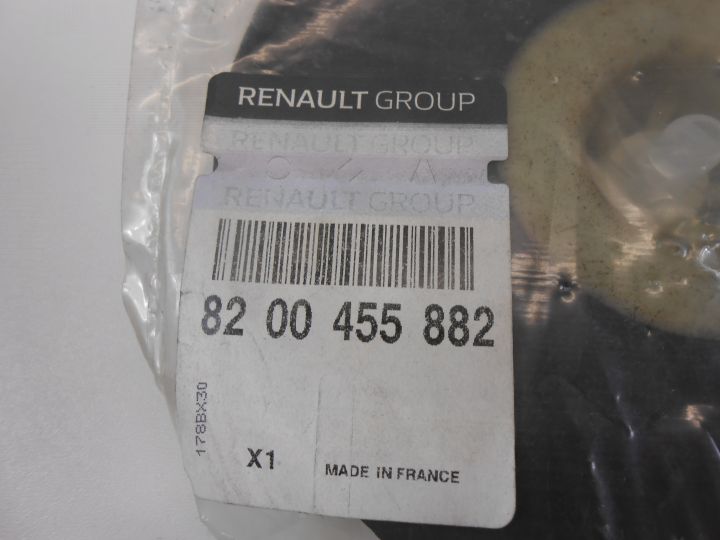 RENAULT GROUP
RENAULT GROUP
RENAULT GROUP
82 00 455 882
178BX30
X1
MADE IN FRANCE